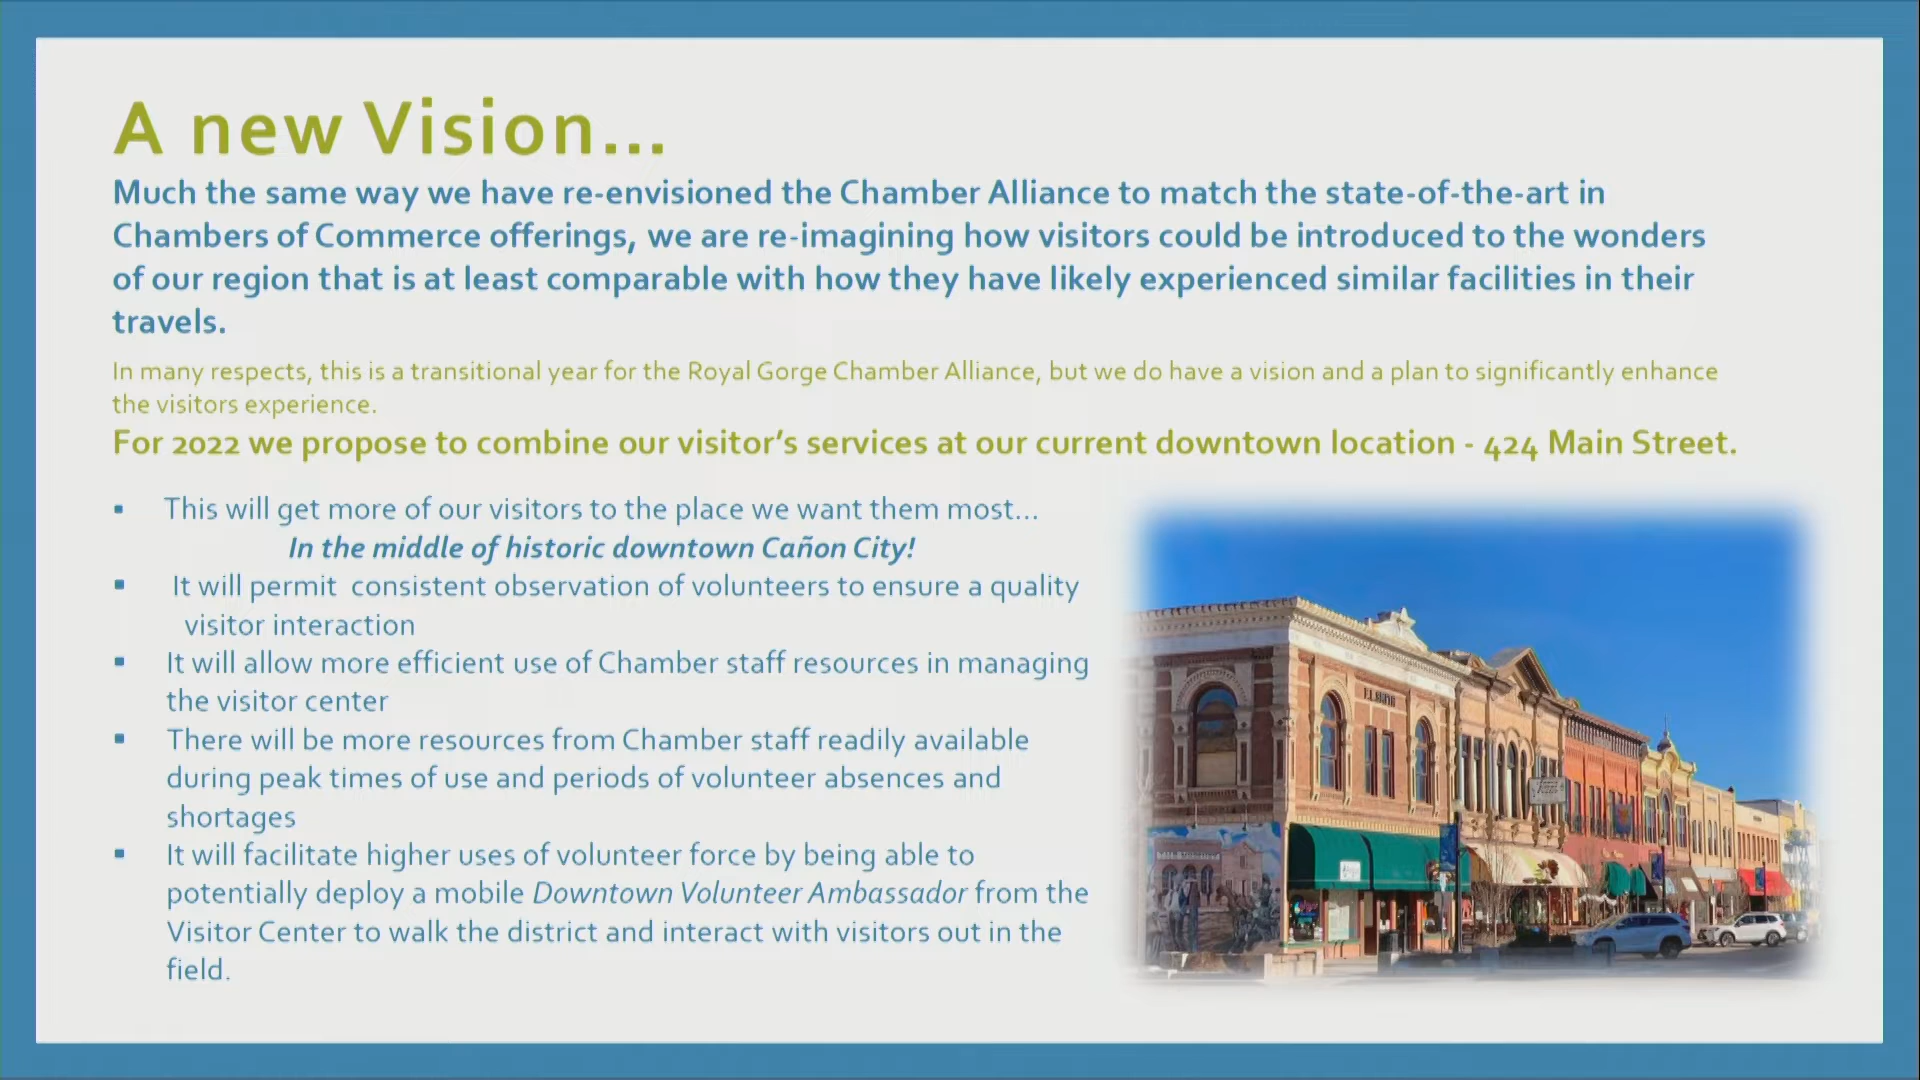 A new Vision...
Much the same way we have re-envisioned the Chamber Alliance to match the state-of-the-art in
Chambers of Commerce offerings, we are re-imagining how visitors could be introduced to the wonders
of our region that is at least comparable with how they have likely experienced similar facilities in their
travels.
In many respects, this is a transitional year for the Royal Gorge Chamber Alliance, but we do have a vision and a plan to significantly enhance
the visitors experience.
For 2022 we propose to combine our visitor’s services at our current downtown location - 424 Main Street.
▪ This will get more of our visitors to the place we want them most...
In the middle of historic downtown Cañon City!
▪ It will permit consistent observation of volunteers to ensure a quality
visitor interaction
▪ It will allow more efficient use of Chamber staff resources in managing
the visitor center
▪ There will be more resources from Chamber staff readily available
during peak times of use and periods of volunteer absences and
shortages
▪ It will facilitate higher uses of volunteer force by being able to
potentially deploy a mobile Downtown Volunteer Ambassador from the
Visitor Center to walk the district and interact with visitors out in the
field.